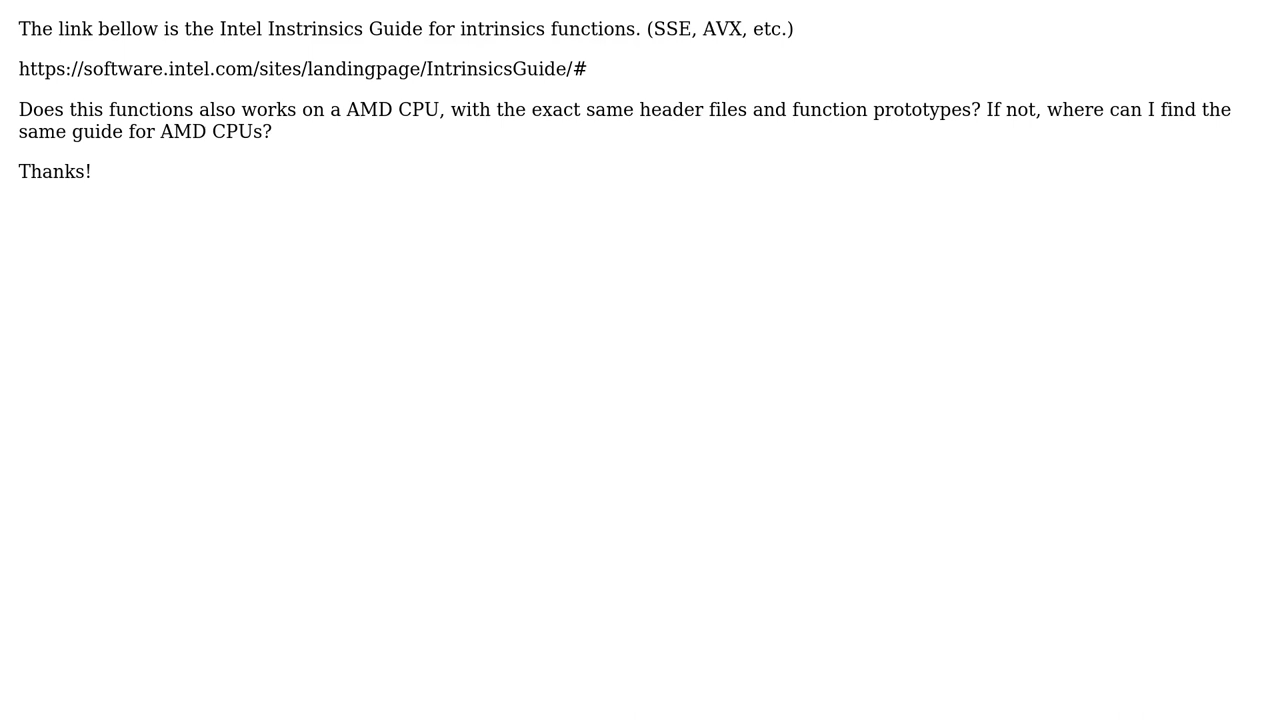 The link bellow is the Intel Instrinsics Guide for intrinsics functions. (SSE, AVX, etc.)
https://software.intel.com/sites/landingpage/IntrinsicsGuide/#
Does this functions also works on a AMD CPU, with the exact same header files and function prototypes? If not, where can I find the
same guide for AMD CPUs?
Thanks!